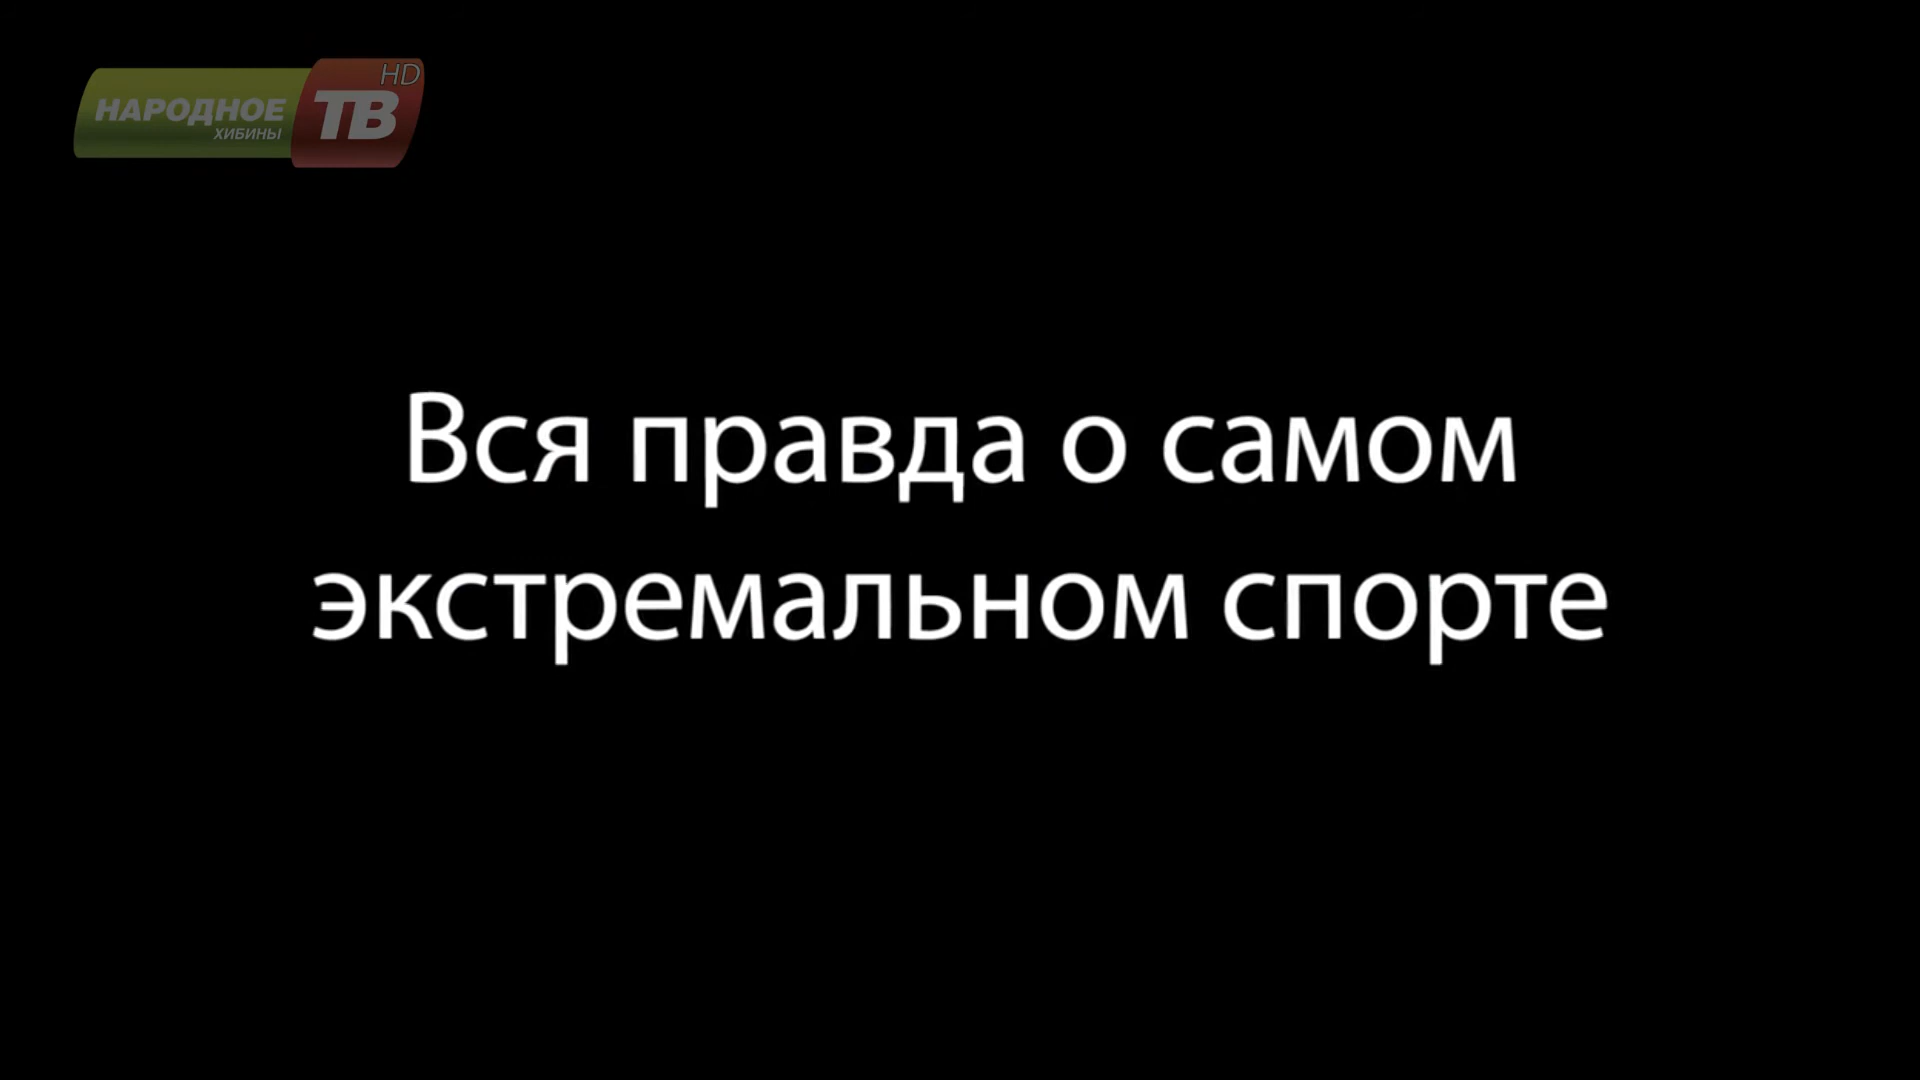 НАРОДНОЕ
ХИБИНЫ
ТВ
HD
Вся правда о самом
экстремальном спорте